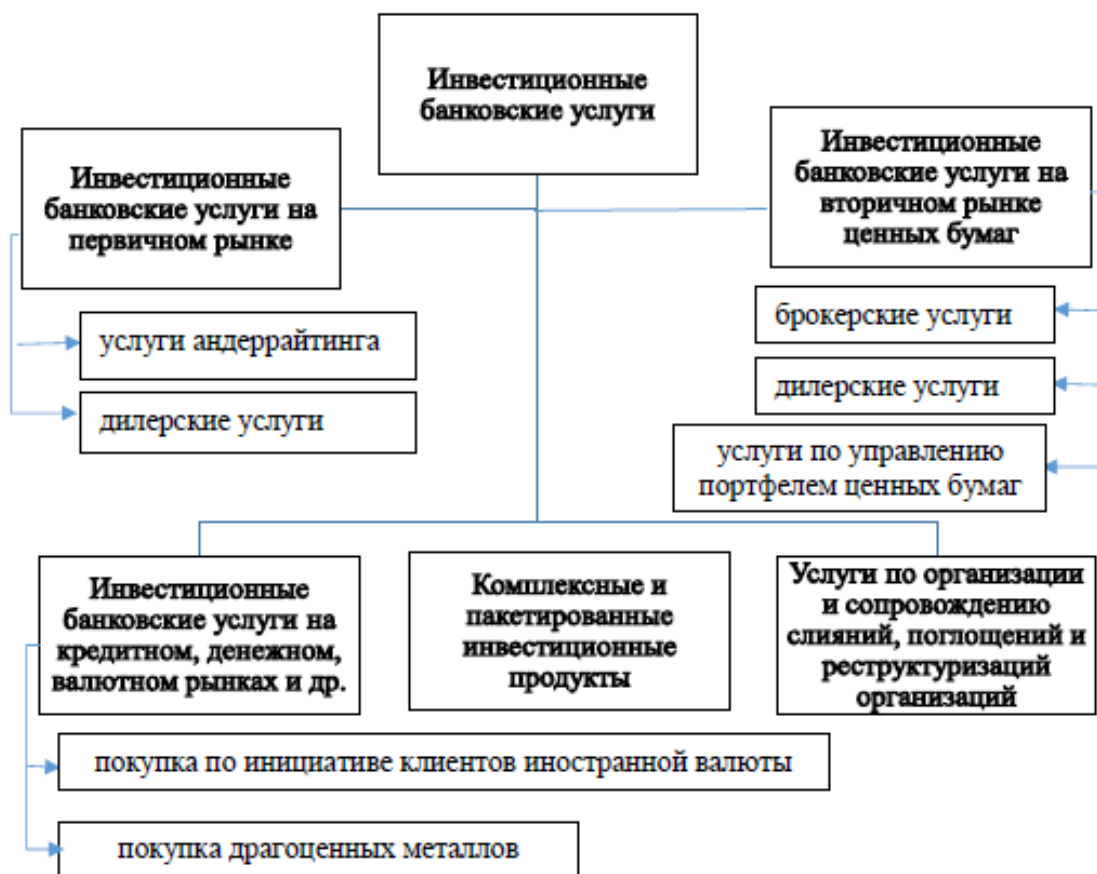 Инвестиционные
банковские услуги
Инвестиционные
банковские услуги на
первичном рынке
услуги андеррайтинга
дилерские услуги
Инвестиционные
банковские услуги на
вторичном рынке
ценных бумаг
брокерские услуги
дилерские услуги
услуги по управлению
портфелем ценных бумаг
Инвестиционные
банковские услуги на
кредитном, денежном,
валютном рынках и др.
Комплексные и
пакетированные
инвестиционные
продукты
Услуги по организации
и сопровождению
слияний, поглощений и
реструктуризаций
организаций
покупка по инициативе клиентов иностранной валюты
покупка драгоценных металлов